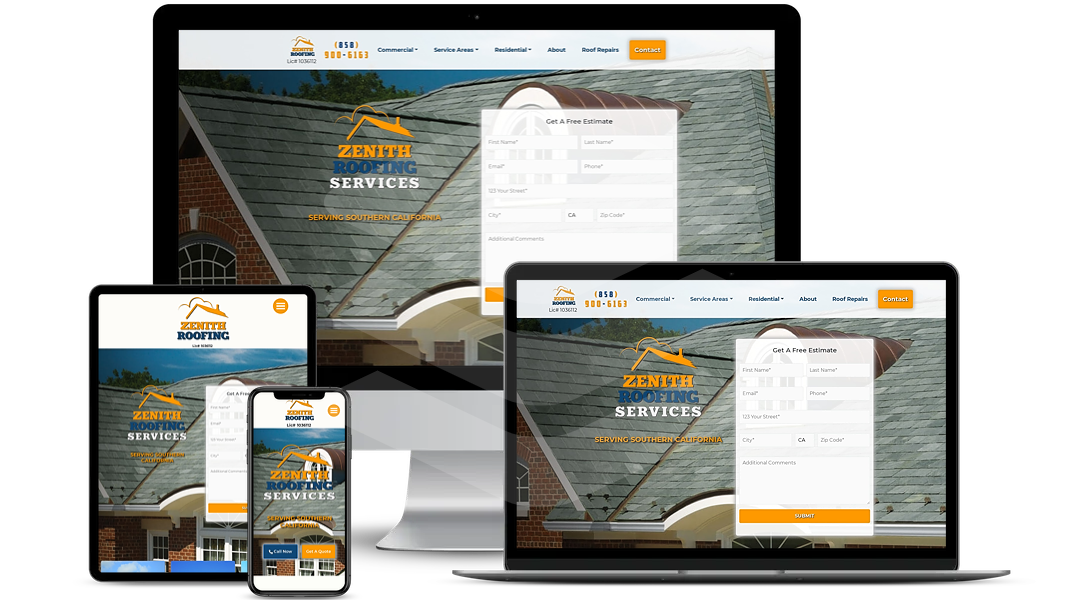 ZENITH
ROOFING
Lic# 1036112
(858)
900-6163
Commercial
Service Areas
Residential
About
Roof Repairs
Contact
ZENITH
ROOFING
SERVICES
SERVING SOUTHERN CALIFORNIA
Get A Free Estimate
First Name*
Last Name*
Email*
Phone*
123 Your Street*
City*
CA
Zip Code*
Additional Comments
ZENITH
ROOFING
Lic# 1036112
(858)
900-6163
Commercial
Service Areas
Residential
About
Roof Repairs
Contact
ZENITH
ROOFING
SERVICES
SERVING SOUTHERN CALIFORNIA
Get A Free Estimate
First Name*
Last Name*
Email*
Phone*
123 Your Street*
City*
CA
Zip Code*
Additional Comments
SUBMIT
ZENITH
ROOFING
Lic# 1036112
ZENITH
ROOFING
SERVICES
SERVING SOUTHERN
CALIFORNIA
Get A F
First Name*
Email*
123 Your Street*
City*
Additional Comments
ZENITH
ROOFING
Lic# 1036112
ZENITH
ROOFING
SERVICES
SERVING SOUTHERN
CALIFORNIA
Call Now
Get A Quote